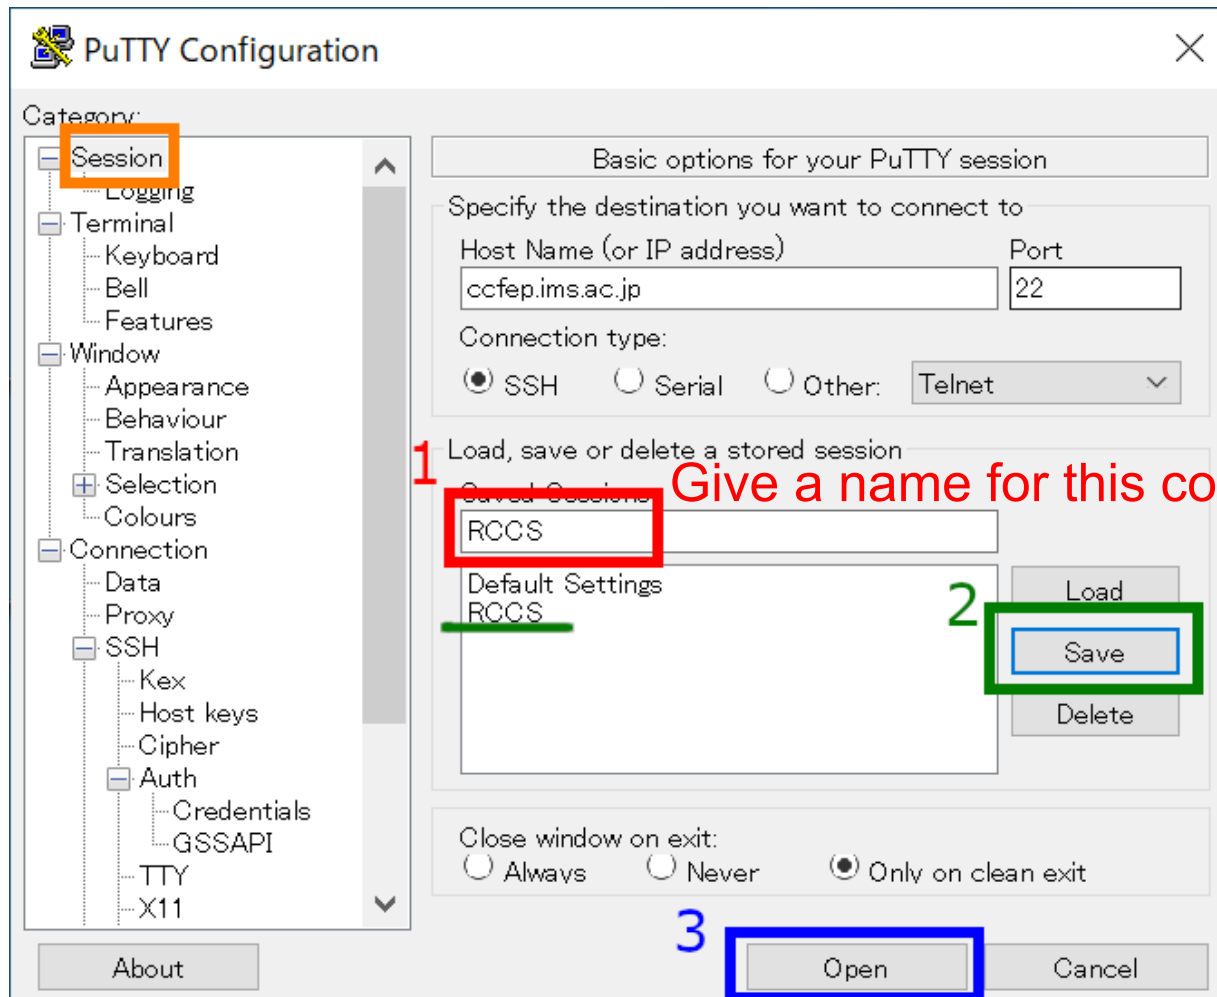 PuTTY Configuration
Category:
Session
Logging
Terminal
Keyboard
Bell
Features
Window
Appearance
Behaviour
Translation
Selection
Colours
Connection
Data
Proxy
SSH
Kex
Host keys
Cipher
Auth
Credentials
GSSAPI
TTY
X11
About
Basic options for your PuTTY session
Specify the destination you want to connect to
Host Name (or IP address) Port
ccfep.ims.ac.jp 22
Connection type:
SSH Serial Other: Telnet
1 Load, save or delete a stored session
Saved Sessions Give a name for this co
RCCS
Default Settings
RCCS
Load
2 Save
Delete
Close window on exit:
Always Never Only on clean exit
3 Open Cancel